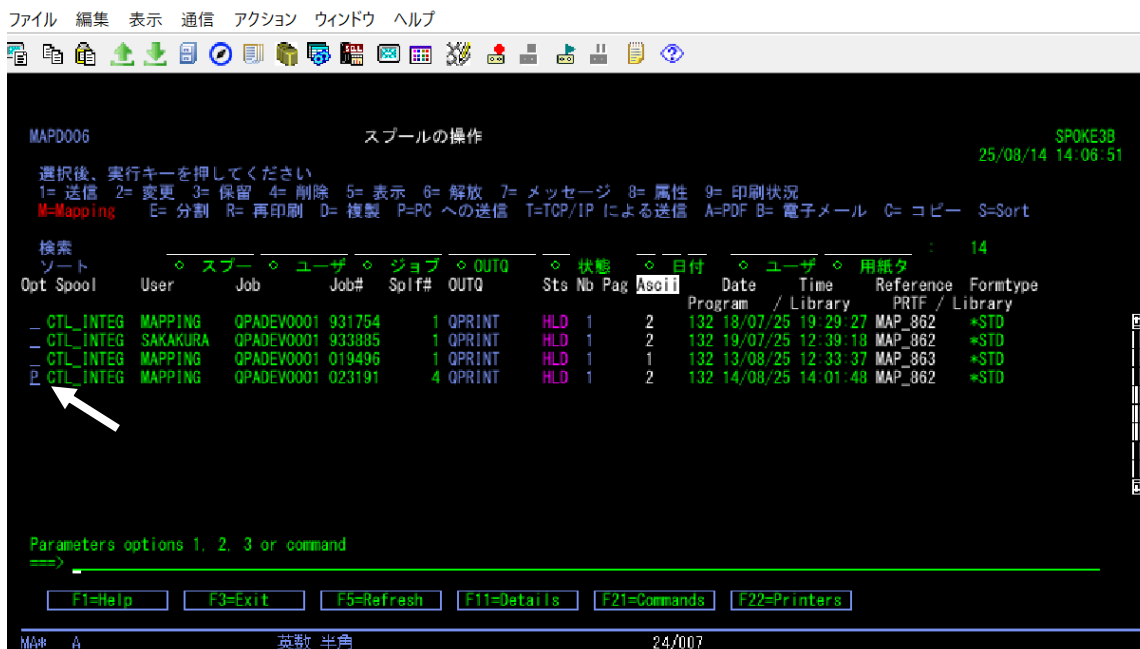 ファイル 編集 表示 通信 アクション ウィンドウ ヘルプ
MAPD006 スプールの操作 SPOKE3B
25/08/14 14:06:51
選択後、実行キーを押してください
1= 送信 2= 変更 3= 保留 4= 削除 5= 表示 6= 解放 7= メッセージ 8= 属性 9= 印刷状況
M=Mapping E= 分割 R= 再印刷 D= 複製 P=PC への送信 T=TCP/IP による送信 A=PDF B= 電子メール C= コピー S=Sort
検索 : 14
ソート ◇ スプー ◇ ユーザ ◇ ジョブ ◇ OUTQ ◇ 状態 ◇ 日付 ◇ ユーザ ◇ 用紙タ
Opt Spool User Job Job# Splf# OUTQ Sts Nb Pag Ascii Date Time Reference Formtype
Program / Library PRTF / Library
_ CTL_INTEG MAPPING QPADEV0001 931754 1 QPRINT HLD 1 2 132 18/07/25 19:29:27 MAP_862 *STD
_ CTL_INTEG SAKAKURA QPADEV0001 933885 1 QPRINT HLD 1 2 132 19/07/25 12:39:18 MAP_862 *STD
_ CTL_INTEG MAPPING QPADEV0001 019496 1 QPRINT HLD 1 1 132 13/08/25 12:33:37 MAP_863 *STD
P CTL_INTEG MAPPING QPADEV0001 023191 4 QPRINT HLD 1 2 132 14/08/25 14:01:48 MAP_862 *STD
Parameters options 1, 2, 3 or command
===>
F1=Help F3=Exit F5=Refresh F11=Details F21=Commands F22=Printers
MA* A 英数 半角 24/007